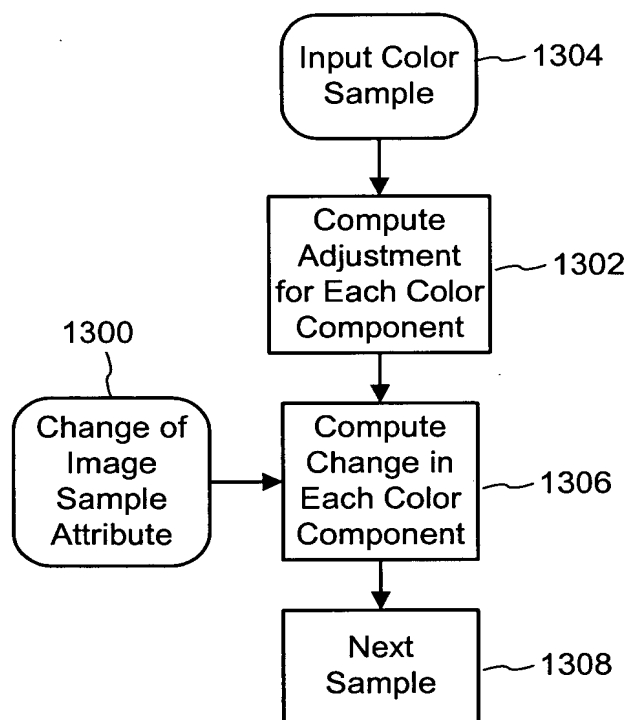 Input Color
Sample
1304
Compute
Adjustment
for Each Color
Component
1302
1300
Change of
Image
Sample
Attribute
Compute
Change in
Each Color
Component
1306
Next
Sample
1308